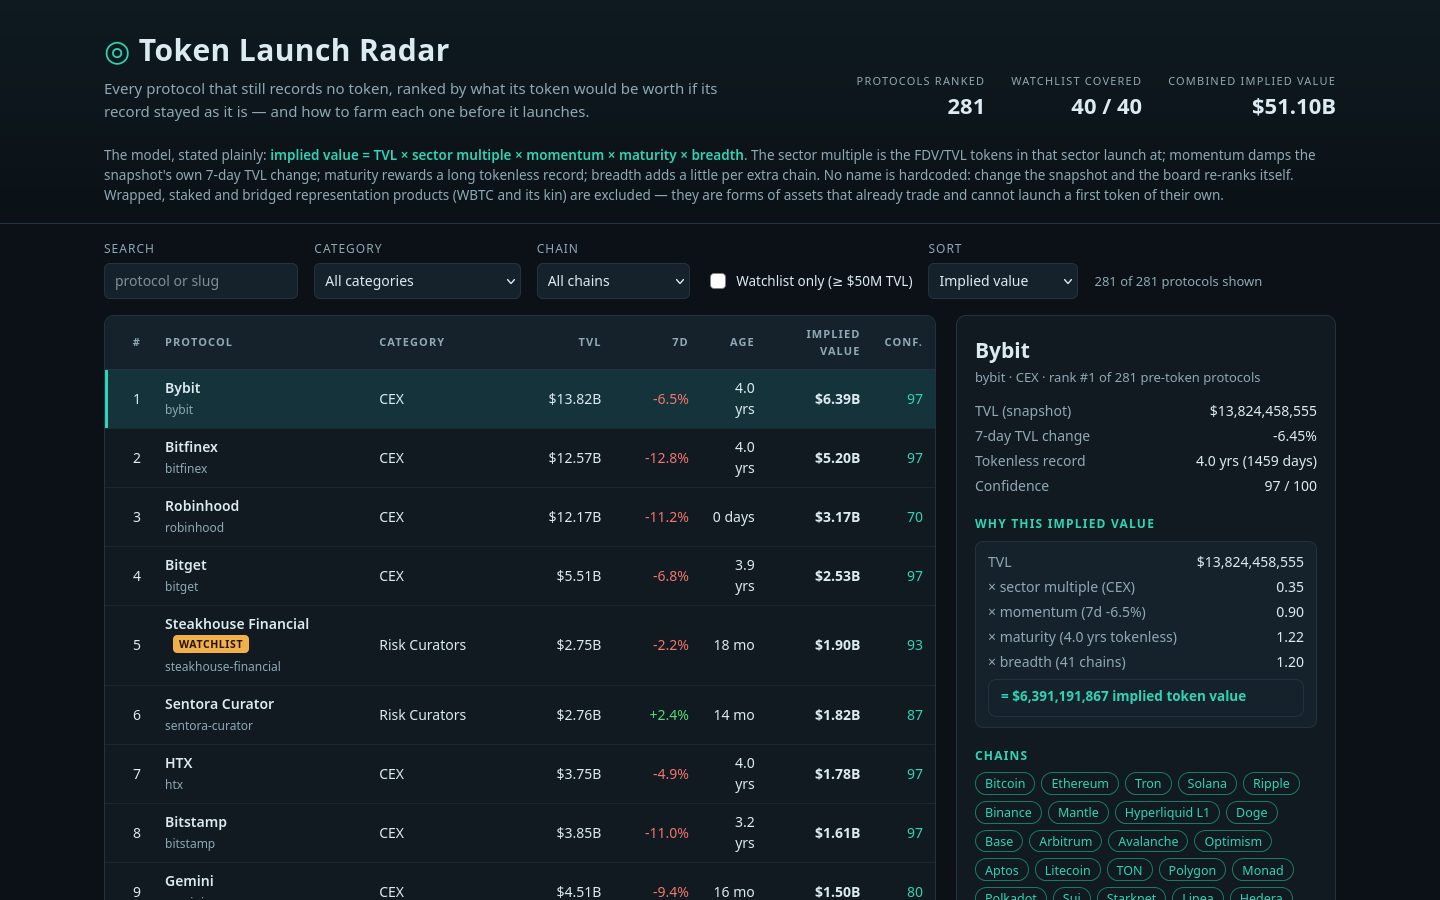 ◎ Token Launch Radar
Every protocol that still records no token, ranked by what its token would be worth if its
record stayed as it is — and how to farm each one before it launches.
PROTOCOLS RANKED
281
WATCHLIST COVERED
40 / 40
COMBINED IMPLIED VALUE
$51.10B
The model, stated plainly: implied value = TVL × sector multiple × momentum × maturity × breadth. The sector multiple is the FDV/TVL tokens in that sector launch at; momentum damps the
snapshot's own 7-day TVL change; maturity rewards a long tokenless record; breadth adds a little per extra chain. No name is hardcoded: change the snapshot and the board re-ranks itself.
Wrapped, staked and bridged representation products (WBTC and its kin) are excluded — they are forms of assets that already trade and cannot launch a first token of their own.
SEARCH
protocol or slug
CATEGORY
All categories
CHAIN
All chains
Watchlist only (≥ $50M TVL)
SORT
Implied value
281 of 281 protocols shown
# PROTOCOL CATEGORY TVL 7D AGE IMPLIED VALUE CONF.
1 Bybit CEX $13.82B -6.5% 4.0 yrs $6.39B 97
bybit
2 Bitfinex CEX $12.57B -12.8% 4.0 yrs $5.20B 97
bitfinex
3 Robinhood CEX $12.17B -11.2% 0 days $3.17B 70
robinhood
4 Bitget CEX $5.51B -6.8% 3.9 yrs $2.53B 97
bitget
5 Steakhouse Financial WATCHLIST Risk Curators $2.75B -2.2% 18 mo $1.90B 93
steakhouse-financial
6 Sentora Curator Risk Curators $2.76B +2.4% 14 mo $1.82B 87
sentora-curator
7 HTX CEX $3.75B -4.9% 4.0 yrs $1.78B 97
htx
8 Bitstamp CEX $3.85B -11.0% 3.2 yrs $1.61B 97
bitstamp
9 Gemini CEX $4.51B -9.4% 16 mo $1.50B 80
Bybit
bybit · CEX · rank #1 of 281 pre-token protocols
TVL (snapshot) $13,824,458,555
7-day TVL change -6.45%
Tokenless record 4.0 yrs (1459 days)
Confidence 97 / 100
WHY THIS IMPLIED VALUE
TVL $13,824,458,555
× sector multiple (CEX) 0.35
× momentum (7d -6.5%) 0.90
× maturity (4.0 yrs tokenless) 1.22
× breadth (41 chains) 1.20
= $6,391,191,867 implied token value
CHAINS
Bitcoin Ethereum Tron Solana Ripple
Binance Mantle Hyperliquid L1 Doge
Base Arbitrum Avalanche Optimism
Aptos Litecoin TON Polygon Monad
Polkadot Sui Starknet Linea Hedera